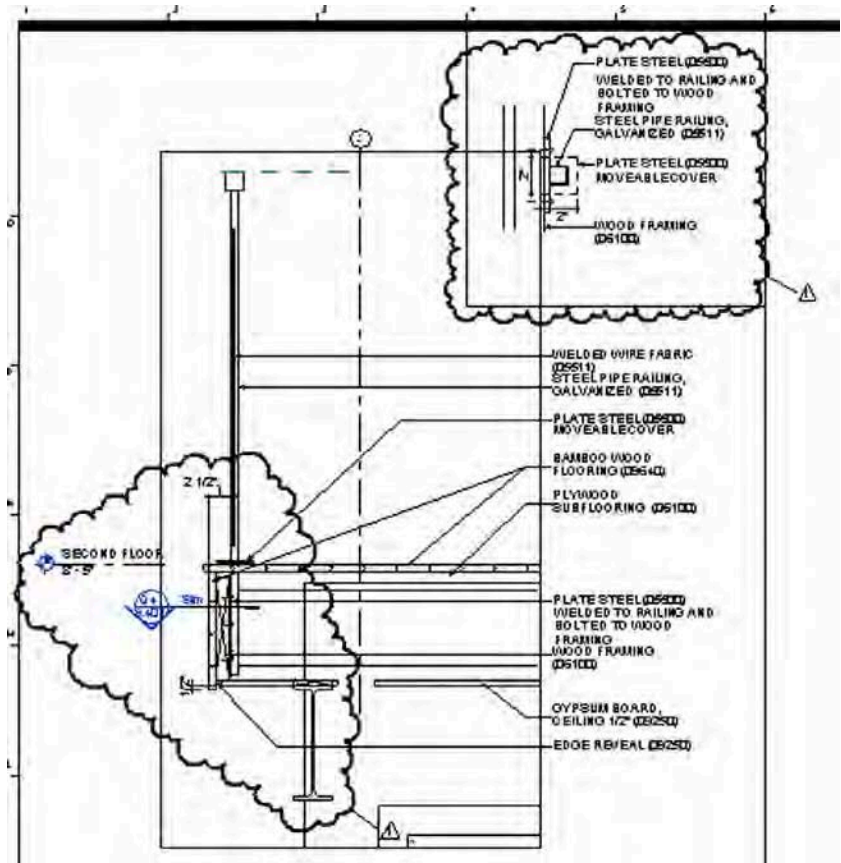 PLATE STEEL (05500)
WELDED TO RAILING AND
BOLTED TO WOOD
FRAMING
STEEL PIPE RAILING,
GALVANIZED (05511)
PLATE STEEL (05500)
MOVEABLE COVER
2"
2"
WOOD FRAMING
(06100)
WELDED WIRE FABRIC
(05511)
STEEL PIPE RAILING,
GALVANIZED (05511)
PLATE STEEL (05500)
MOVEABLE COVER
BAMBOO WOOD
FLOORING (09640)
2 1/2"
PLYWOOD
SUBFLOORING (06100)
SECOND FLOOR
PLATE STEEL (05500)
WELDED TO RAILING AND
BOLTED TO WOOD
FRAMING
WOOD FRAMING
(06100)
GYPSUM BOARD,
CEILING 1/2" (09250)
EDGE REVEAL (09250)